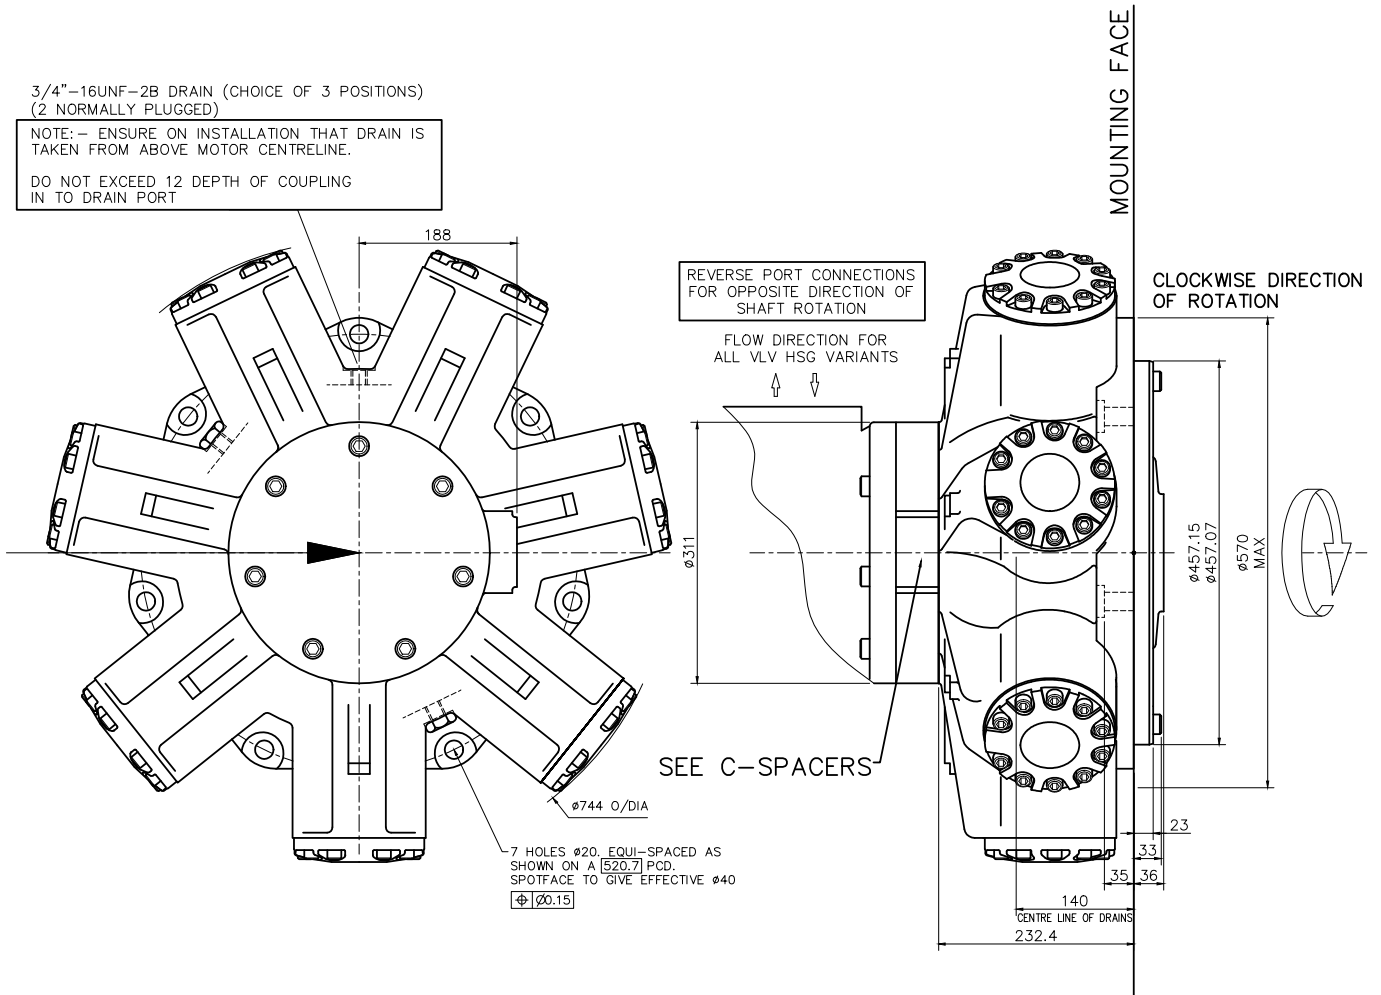 3/4"-16UNF-2B DRAIN (CHOICE OF 3 POSITIONS)
(2 NORMALLY PLUGGED)
NOTE:- ENSURE ON INSTALLATION THAT DRAIN IS
TAKEN FROM ABOVE MOTOR CENTRELINE.
DO NOT EXCEED 12 DEPTH OF COUPLING
IN TO DRAIN PORT
188
MOUNTING FACE
REVERSE PORT CONNECTIONS
FOR OPPOSITE DIRECTION OF
SHAFT ROTATION
FLOW DIRECTION FOR
ALL VLV HSG VARIANTS
CLOCKWISE DIRECTION
OF ROTATION
ø311
ø457.15
ø457.07
ø570
MAX
SEE C-SPACERS
ø744 O/DIA
7 HOLES ø20. EQUI-SPACED AS
SHOWN ON A 520.7 PCD.
SPOTFACE TO GIVE EFFECTIVE ø40
⌖ Ø0.15
23
33
35
36
140
CENTRE LINE OF DRAINS
232.4